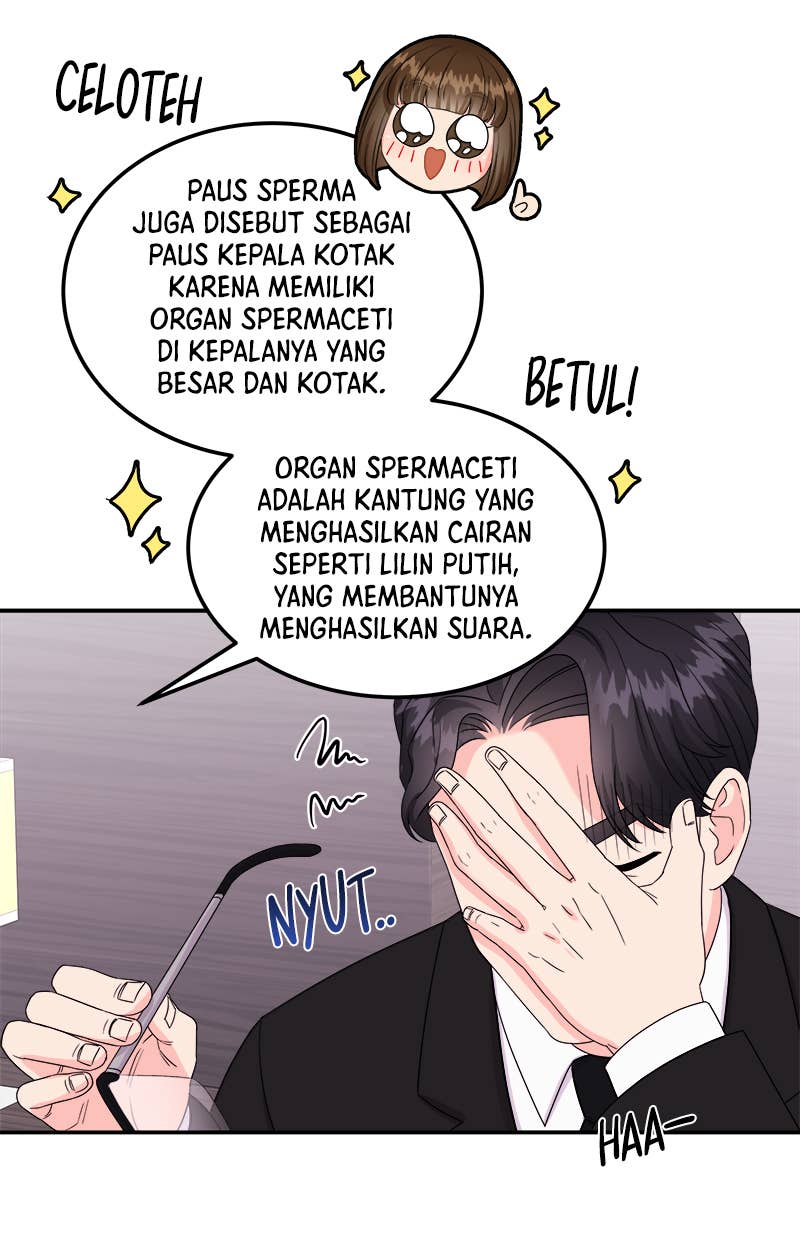 CELOTEH
PAUS SPERMA
JUGA DISEBUT SEBAGAI
PAUS KEPALA KOTAK
KARENA MEMILIKI
ORGAN SPERMACETI
DI KEPALANYA YANG
BESAR DAN KOTAK.
BETUL!
ORGAN SPERMACETI
ADALAH KANTUNG YANG
MENGHASILKAN CAIRAN
SEPERTI LILIN PUTIH,
YANG MEMBANTUNYA
MENGHASILKAN SUARA.
NYUT..
HAA—